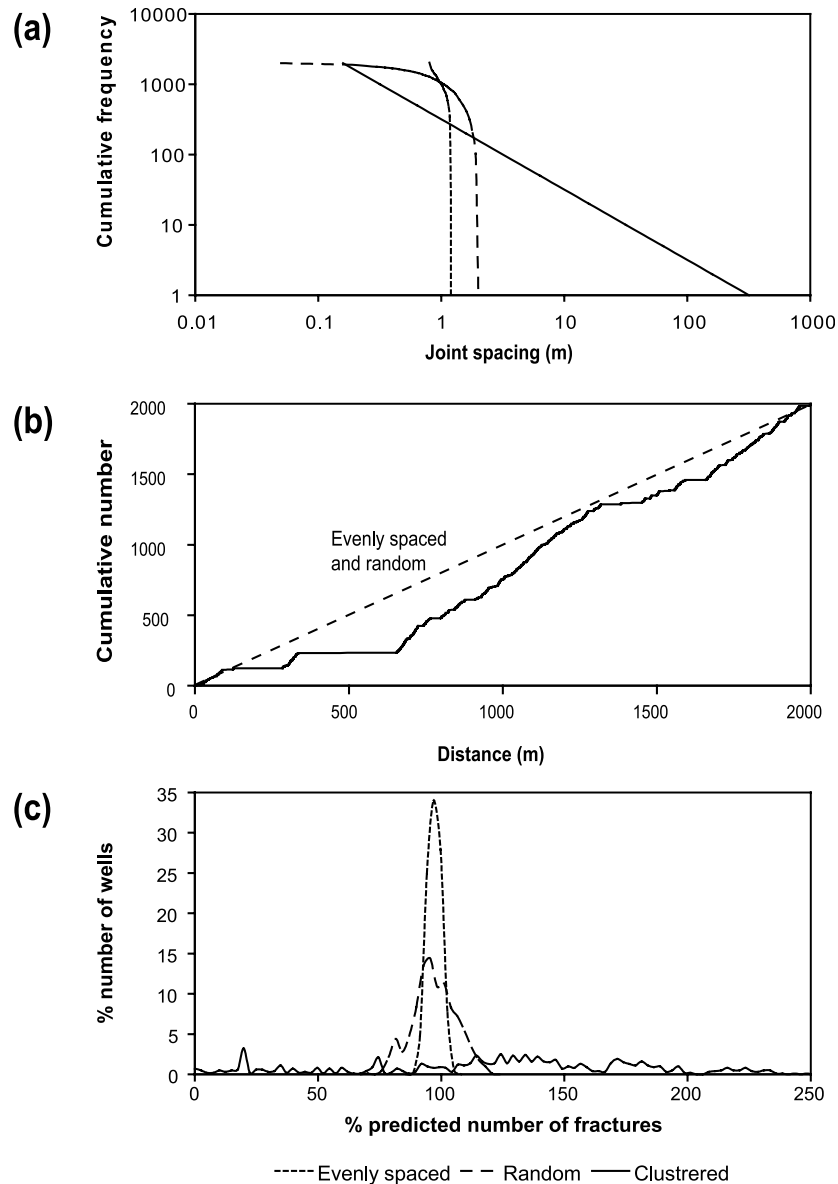 (a)
Cumulative frequency
10000
1000
100
10
1
0.01 0.1 1 10 100 1000
Joint spacing (m)
(b)
Cumulative number
2000
1500
1000
500
0
Evenly spaced
and random
0 500 1000 1500 2000
Distance (m)
(c)
% number of wells
35
30
25
20
15
10
5
0
0 50 100 150 200 250
% predicted number of fractures
Evenly spaced Random Clustrered